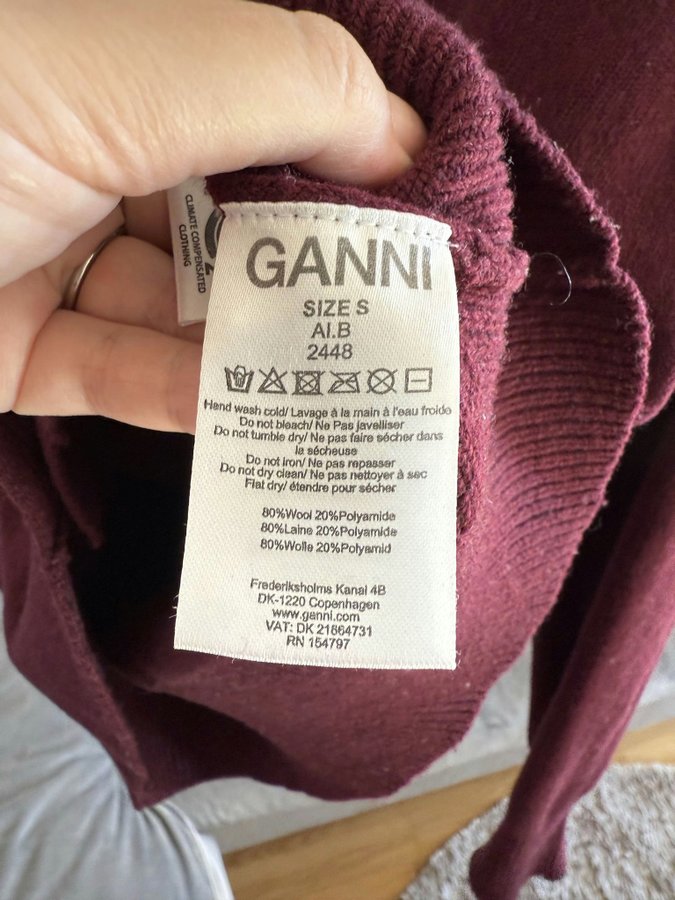 CLIMATE COMPENSATED
CLOTHING
GANNI
SIZE S
AI.B
2448
Hand wash cold/ Lavage à la main à l'eau froide
Do not bleach/ Ne pas javelliser
Do not tumble dry/ Ne pas faire sécher dans
la sécheuse
Do not iron/ Ne pas repasser
Do not dry clean/ Ne pas nettoyer à sec
Flat dry/ étendre pour sécher
80%Wool 20%Polyamide
80%Laine 20%Polyamide
80%Wolle 20%Polyamid
Frederiksholms Kanal 4B
DK-1220 Copenhagen
www.ganni.com
VAT: DK 21664731
RN 154797